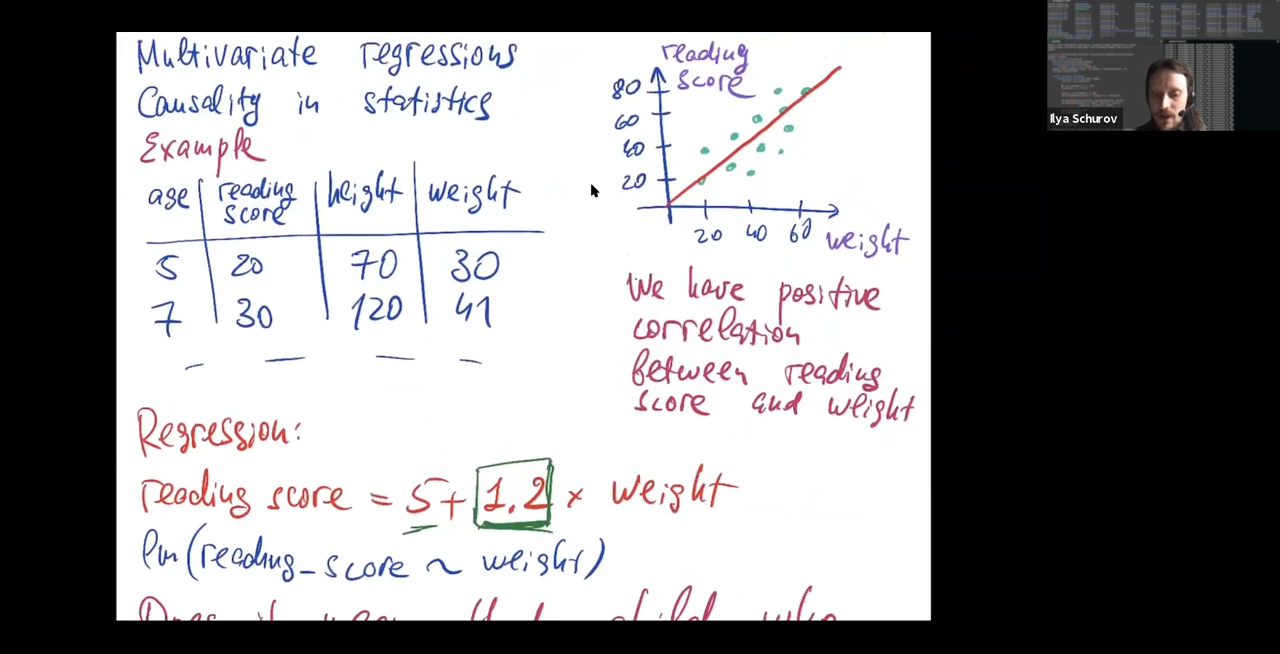 Multivariate regressions
Causality in statistics
Example
age reading score height weight
5 20 70 30
7 30 120 41
reading
score
80
60
40
20
20 40 60 weight
We have positive
correlation
between reading
score and weight
Regression:
reading score = 5 + 1.2 × weight
lm(reading_score ~ weight)
Ilya Schurov